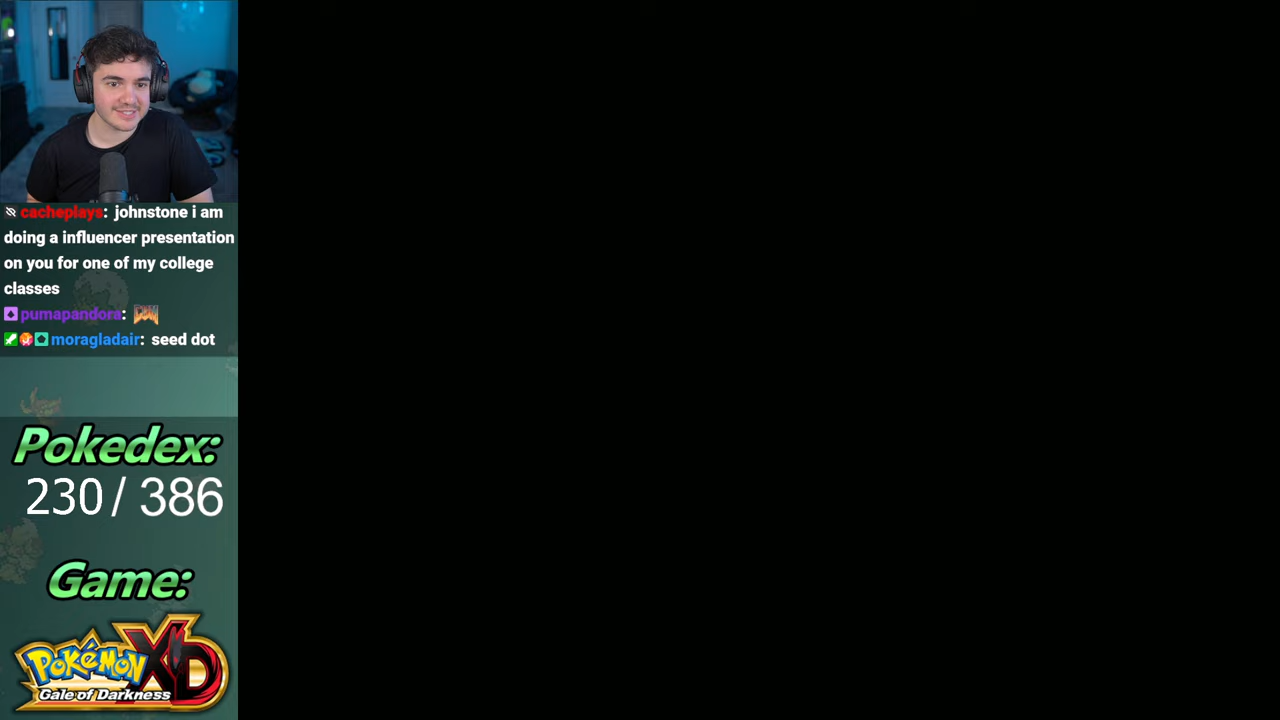 cacheplays: johnstone i am
doing a influencer presentation
on you for one of my college
classes
pumapandora:
moragladair: seed dot
Pokedex:
230 / 386
Game:
POKéMON XD
Gale of Darkness